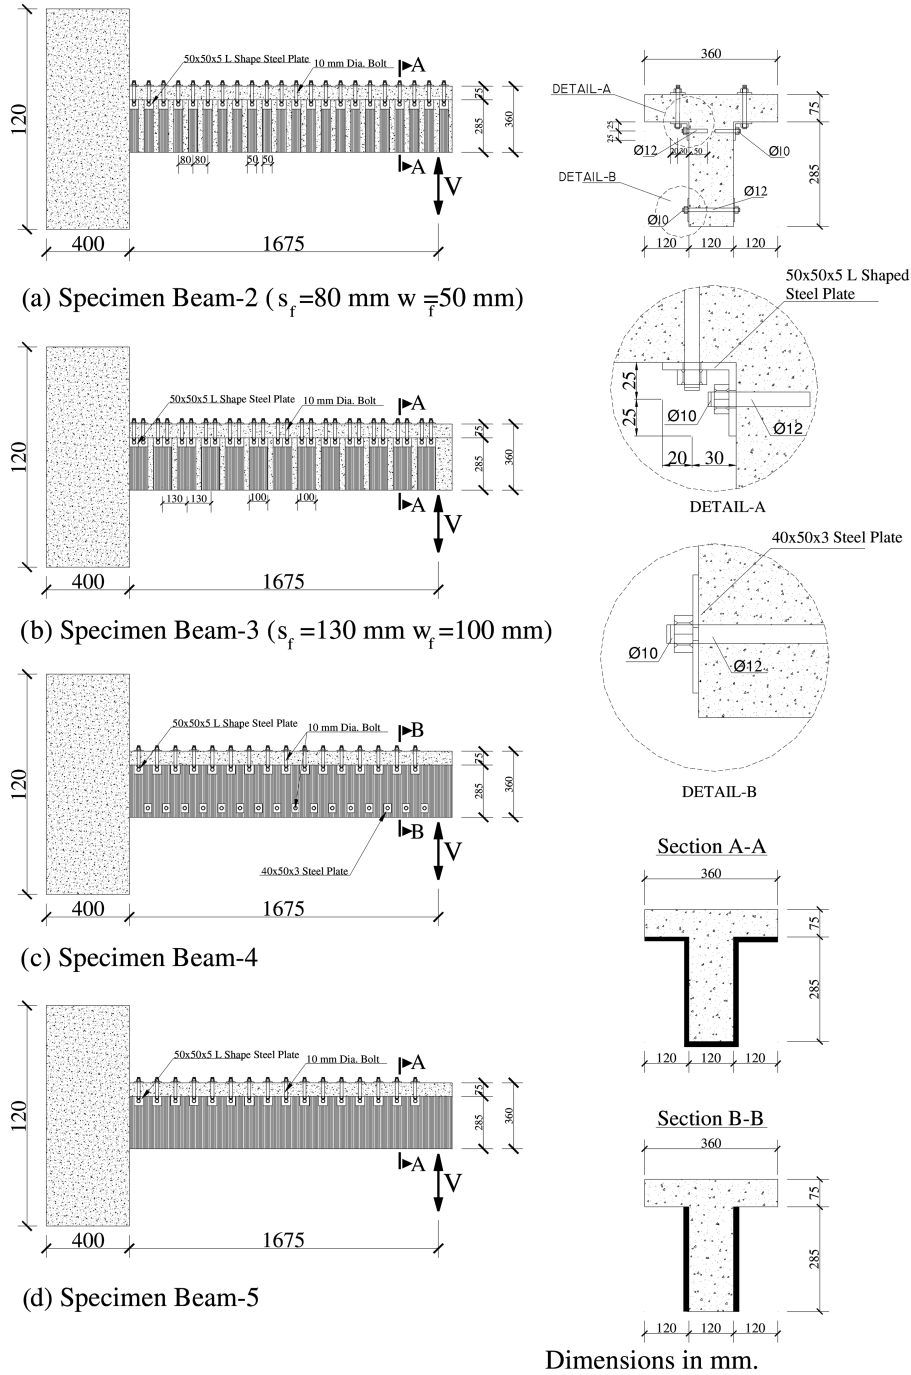 50x50x5 L Shape Steel Plate
10 mm Dia. Bolt
A
120
75
285
360
80 80
50 50
A
V
400
1675
(a) Specimen Beam-2 ( s f =80 mm w f =50 mm)
50x50x5 L Shape Steel Plate
10 mm Dia. Bolt
A
120
75
285
360
130 130
100
100
A
V
400
1675
(b) Specimen Beam-3 (s f =130 mm w f =100 mm)
50x50x5 L Shape Steel Plate
10 mm Dia. Bolt
B
120
75
285
360
B
V
40x50x3 Steel Plate
400
1675
(c) Specimen Beam-4
50x50x5 L Shape Steel Plate
10 mm Dia. Bolt
A
120
75
285
360
A
V
400
1675
(d) Specimen Beam-5
360
DETAIL-A
75
25
25
Ø12
20 30 50
Ø10
285
DETAIL-B
Ø12
Ø10
120 120 120
50x50x5 L Shaped
Steel Plate
25
25
Ø10
Ø12
20 30
DETAIL-A
40x50x3 Steel Plate
Ø10
Ø12
DETAIL-B
Section A-A
360
75
285
120 120 120
Section B-B
360
75
285
120 120 120
Dimensions in mm.